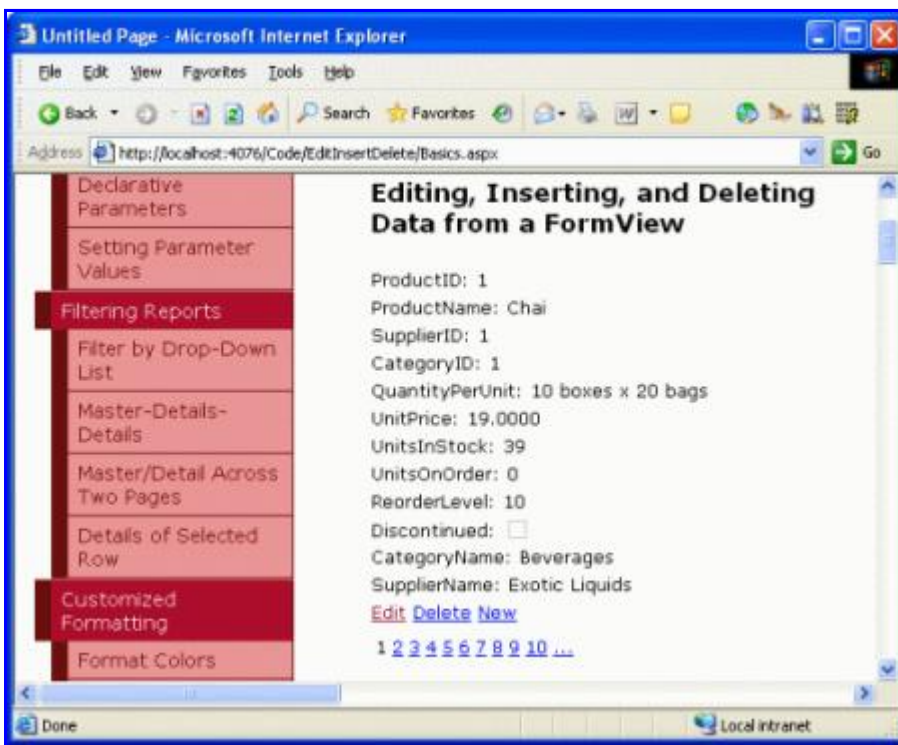 Untitled Page - Microsoft Internet Explorer
File Edit View Favorites Tools Help
Back Search Favorites
Address http://localhost:4076/Code/EditInsertDelete/Basics.aspx Go
Declarative
Parameters
Setting Parameter
Values
Filtering Reports
Filter by Drop-Down
List
Master-Details-
Details
Master/Detail Across
Two Pages
Details of Selected
Row
Customized
Formatting
Format Colors
Editing, Inserting, and Deleting
Data from a FormView
ProductID: 1
ProductName: Chai
SupplierID: 1
CategoryID: 1
QuantityPerUnit: 10 boxes x 20 bags
UnitPrice: 19.0000
UnitsInStock: 39
UnitsOnOrder: 0
ReorderLevel: 10
Discontinued:
CategoryName: Beverages
SupplierName: Exotic Liquids
Edit Delete New
1 2 3 4 5 6 7 8 9 10 ...
Done Local intranet